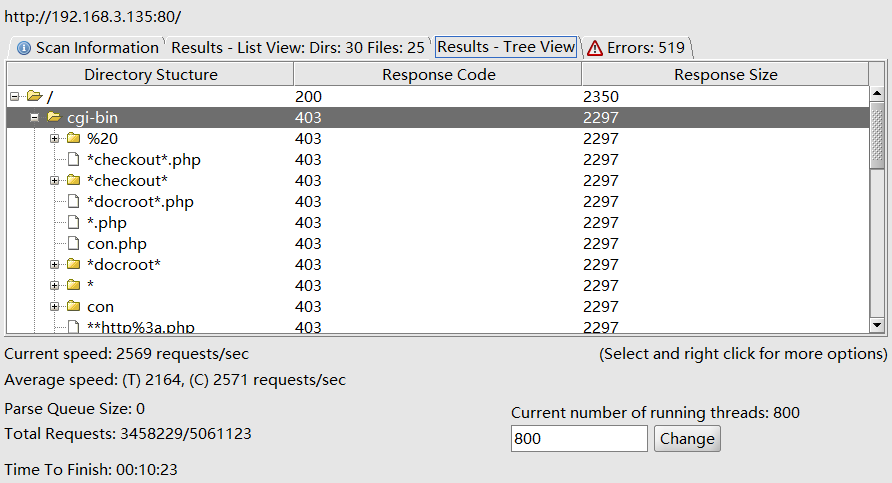 http://192.168.3.135:80/
Scan Information Results - List View: Dirs: 30 Files: 25 Results - Tree View Errors: 519
Directory Stucture Response Code Response Size
/ 200 2350
cgi-bin 403 2297
%20 403 2297
*checkout*.php 403 2297
*checkout* 403 2297
*docroot*.php 403 2297
*.php 403 2297
con.php 403 2297
*docroot* 403 2297
* 403 2297
con 403 2297
**http%3a.php 403 2297
Current speed: 2569 requests/sec (Select and right click for more options)
Average speed: (T) 2164, (C) 2571 requests/sec
Parse Queue Size: 0 Current number of running threads: 800
Total Requests: 3458229/5061123 800 Change
Time To Finish: 00:10:23